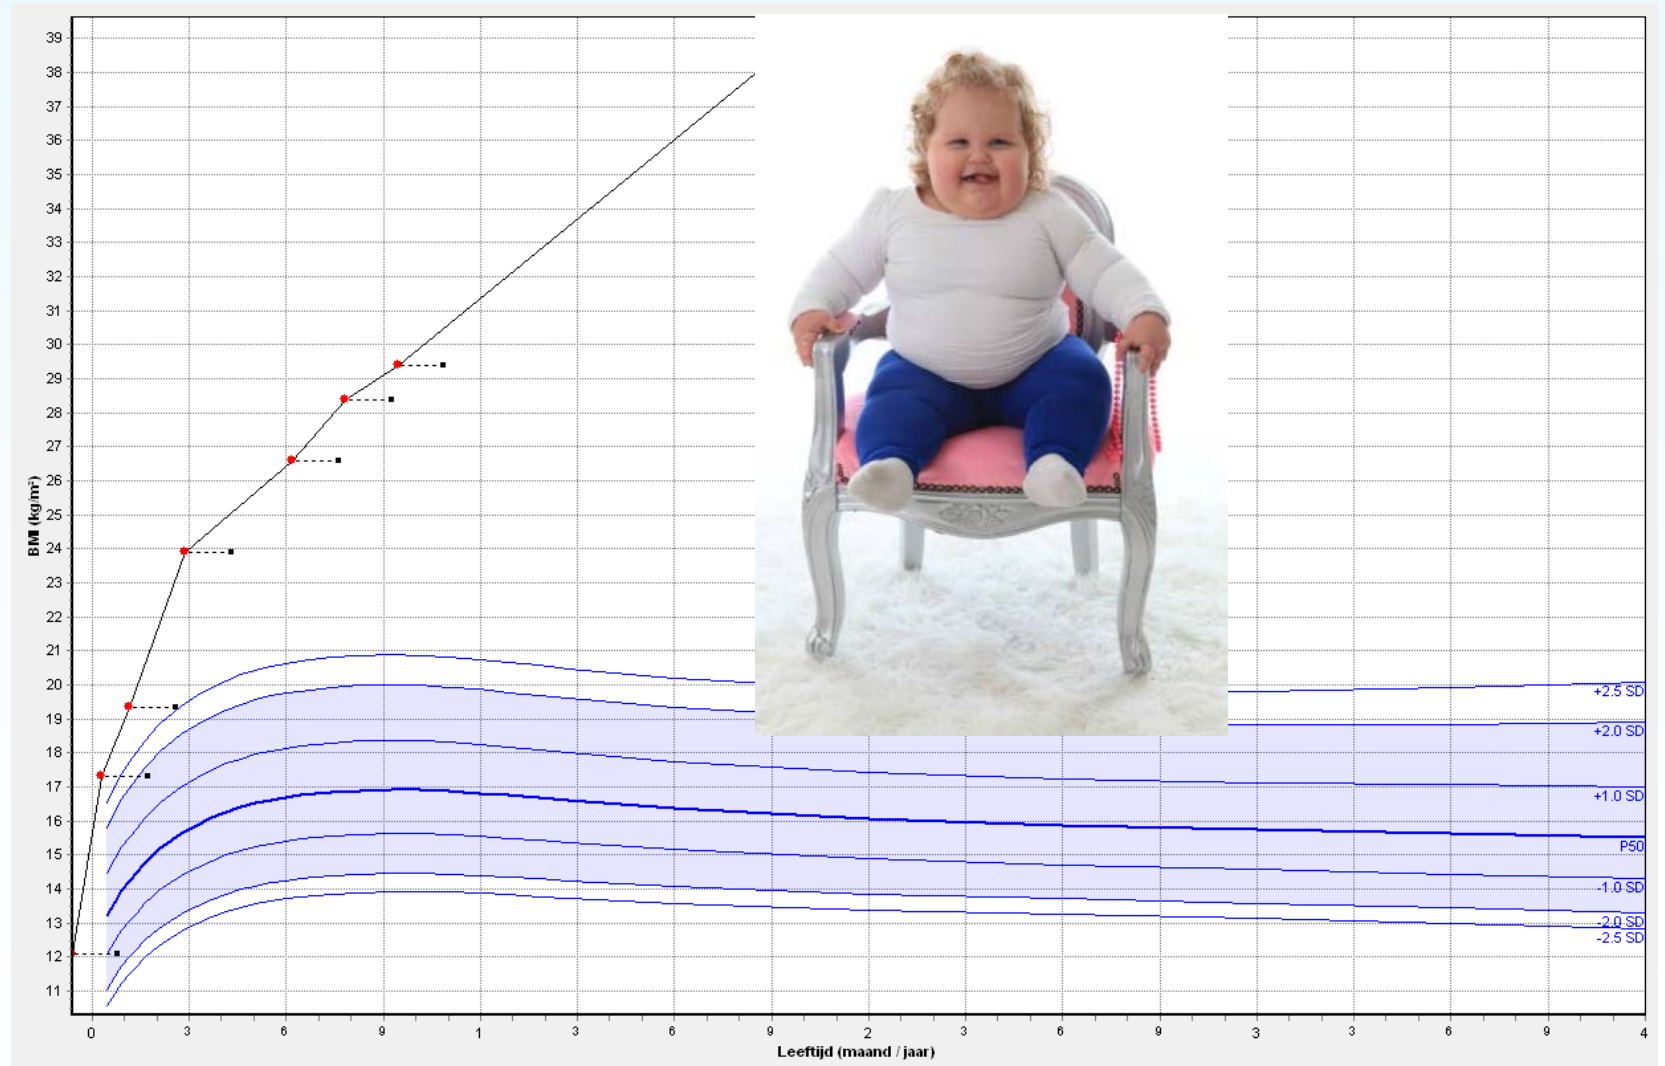 39
38
37
36
35
34
33
32
31
30
29
28
27
26
25
24
23
22
21
20
19
18
17
16
15
14
13
12
11
BMI (kg/m²)
+2.5 SD
+2.0 SD
+1.0 SD
P50
-1.0 SD
-2.0 SD
-2.5 SD
0 3 6 9 1 3 6 9 2 3 6 9 3 3 6 9 4
Leeftijd (maand / jaar)